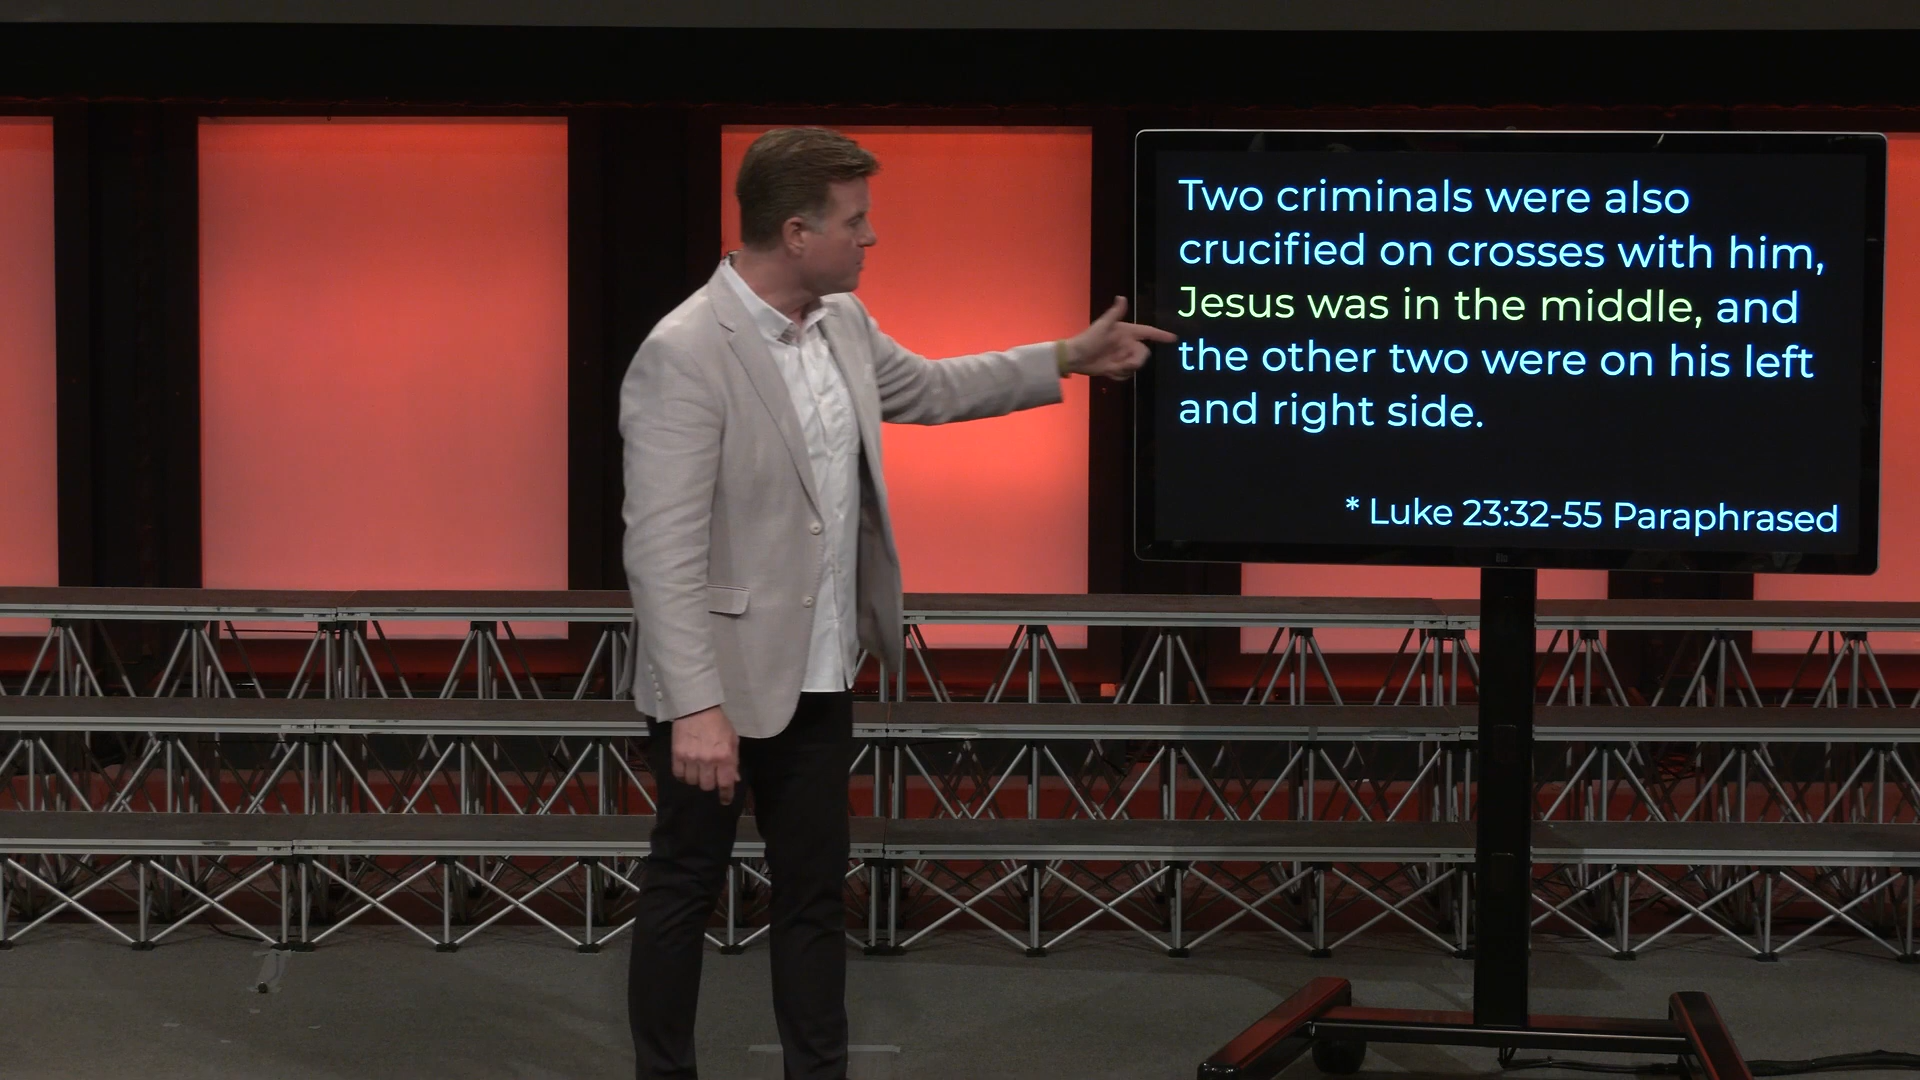 Two criminals were also
crucified on crosses with him,
Jesus was in the middle, and
the other two were on his left
and right side.
* Luke 23:32-55 Paraphrased